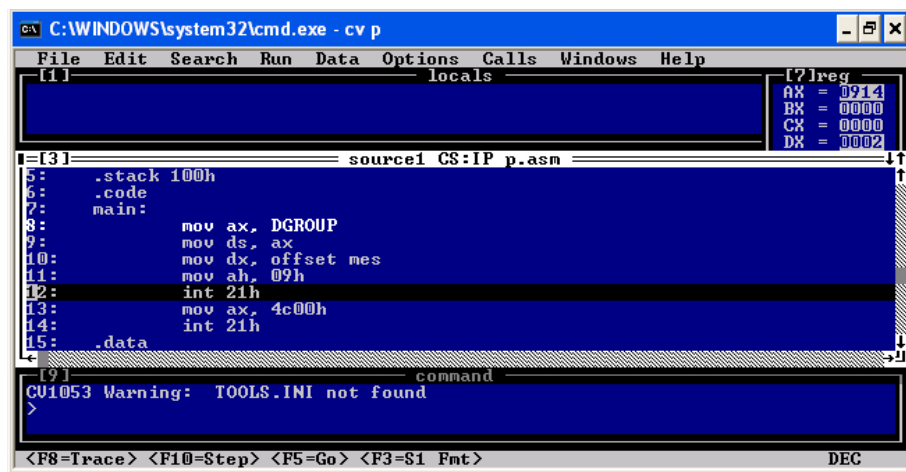 C:\WINDOWS\system32\cmd.exe - cv p
File Edit Search Run Data Options Calls Windows Help
[1] locals
[7]reg
AX = 0914
BX = 0000
CX = 0000
DX = 0002
[3] source1 CS:IP p.asm
5: .stack 100h
6: .code
7: main:
8: mov ax, DGROUP
9: mov ds, ax
10: mov dx, offset mes
11: mov ah, 09h
12: int 21h
13: mov ax, 4c00h
14: int 21h
15: .data
[9] command
CV1053 Warning: TOOLS.INI not found
>
<F8=Trace> <F10=Step> <F5=Go> <F3=S1 Fmt> DEC